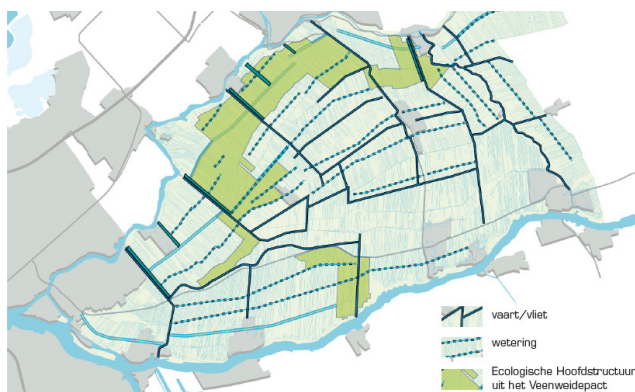 vaart/vliet
wetering
Ecologische Hoofdstructuur
uit het Veenweidepact